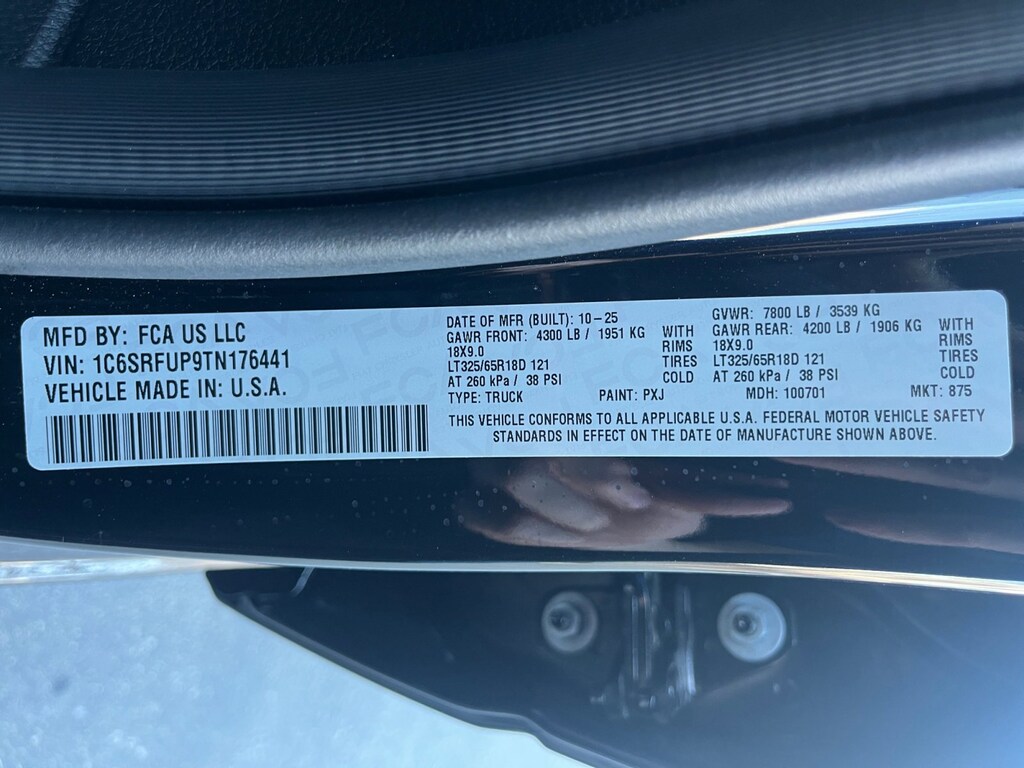 MFD BY: FCA US LLC
VIN: 1C6SRFUP9TN176441
VEHICLE MADE IN: U.S.A.
DATE OF MFR (BUILT): 10-25
GAWR FRONT: 4300 LB / 1951 KG WITH
18X9.0 RIMS
LT325/65R18D 121 TIRES
AT 260 kPa / 38 PSI COLD
TYPE: TRUCK PAINT: PXJ
GVWR: 7800 LB / 3539 KG
GAWR REAR: 4200 LB / 1906 KG WITH
18X9.0 RIMS
LT325/65R18D 121 TIRES
AT 260 kPa / 38 PSI COLD
MDH: 100701 MKT: 875
THIS VEHICLE CONFORMS TO ALL APPLICABLE U.S.A. FEDERAL MOTOR VEHICLE SAFETY
STANDARDS IN EFFECT ON THE DATE OF MANUFACTURE SHOWN ABOVE.